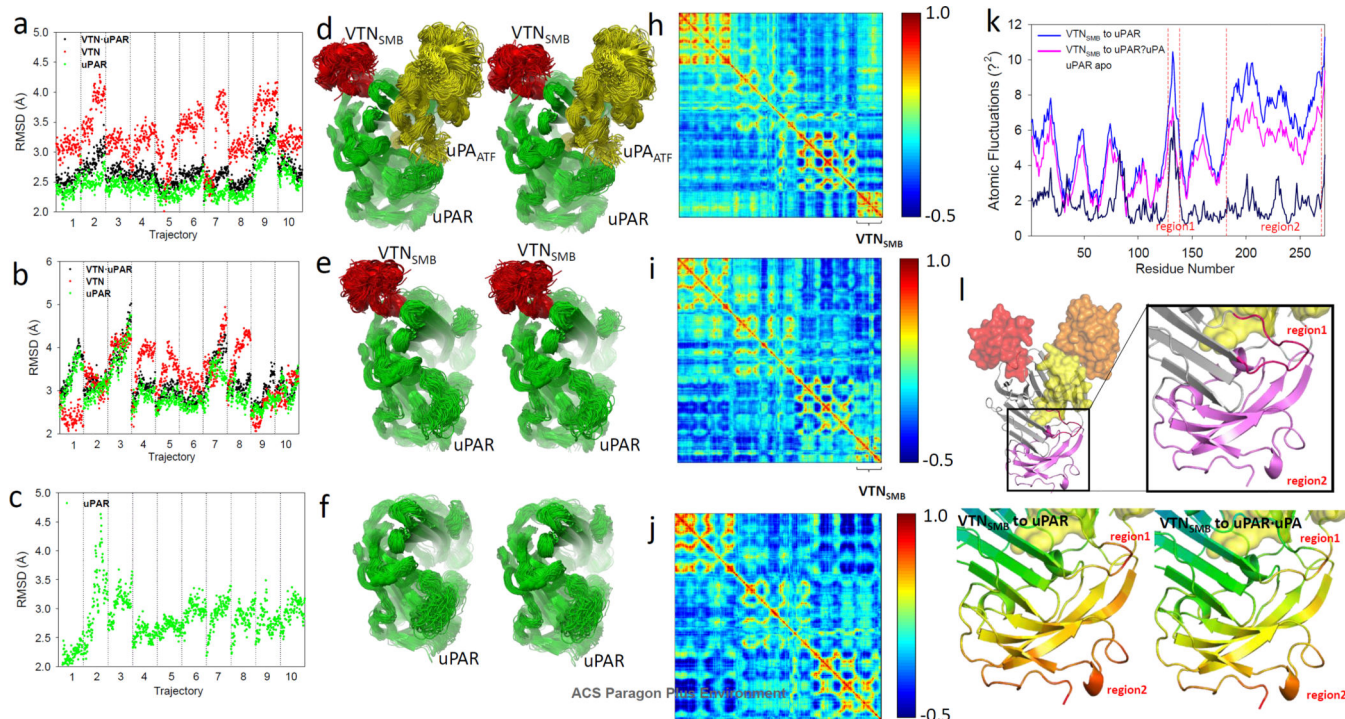 a
5.0
4.5
4.0
3.5
3.0
2.5
2.0
RMSD (Å)
VTN·uPAR
VTN
uPAR
1 2 3 4 5 6 7 8 9 10
Trajectory
d
VTNSMB
VTNSMB
uPAATF
uPAATF
uPAR
uPAR
h
1.0
-0.5
VTNSMB
k
12
10
8
6
4
2
0
Atomic Fluctuations (?²)
VTNSMB to uPAR
VTNSMB to uPAR?uPA
uPAR apo
region1
region2
50 100 150 200 250
Residue Number
b
6
5
4
3
2
RMSD (Å)
VTN·uPAR
VTN
uPAR
1 2 3 4 5 6 7 8 9 10
Trajectory
e
VTNSMB
VTNSMB
uPAR
uPAR
i
1.0
-0.5
VTNSMB
l
region1
region2
c
5.0
4.5
4.0
3.5
3.0
2.5
2.0
RMSD (Å)
uPAR
1 2 3 4 5 6 7 8 9 10
Trajectory
f
uPAR
uPAR
j
1.0
-0.5
VTNSMB to uPAR
region1
region2
VTNSMB to uPAR·uPA
region1
region2
ACS Paragon Plus Environment